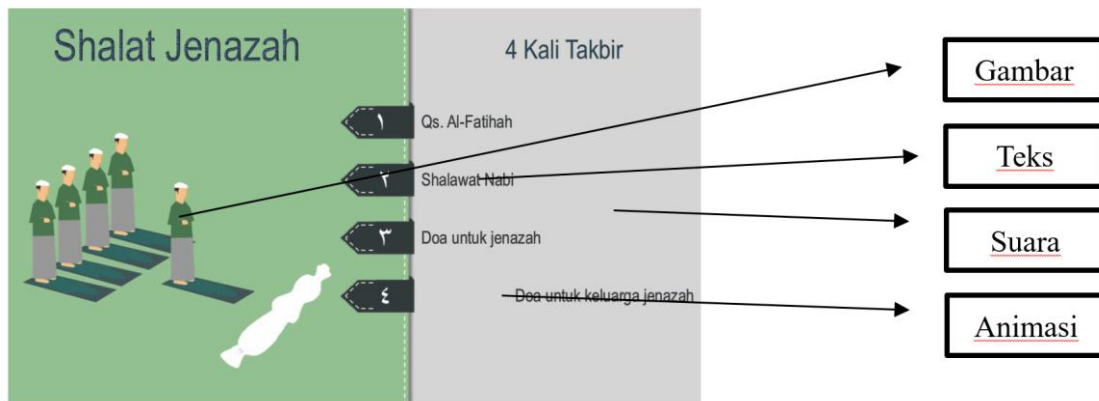 Shalat Jenazah
4 Kali Takbir
١ Qs. Al-Fatihah
٢ Shalawat Nabi
٣ Doa untuk jenazah
٤ Doa untuk keluarga jenazah
Gambar
Teks
Suara
Animasi